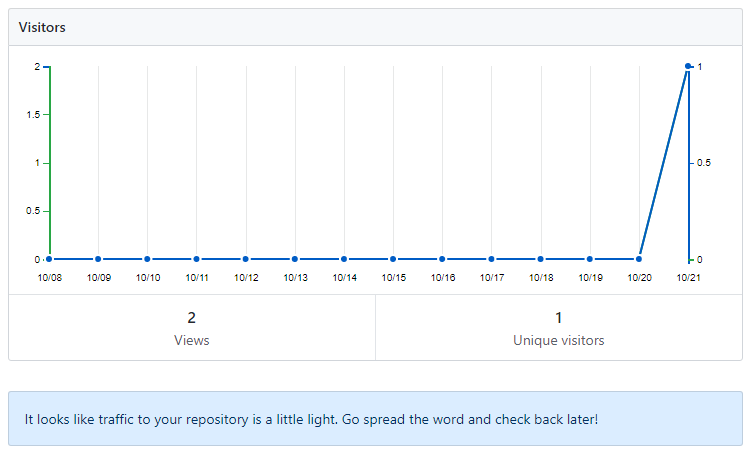 Visitors
2 1
1.5
1 0.5
0.5
0 0
10/08 10/09 10/10 10/11 10/12 10/13 10/14 10/15 10/16 10/17 10/18 10/19 10/20 10/21
2 1
Views Unique visitors
It looks like traffic to your repository is a little light. Go spread the word and check back later!